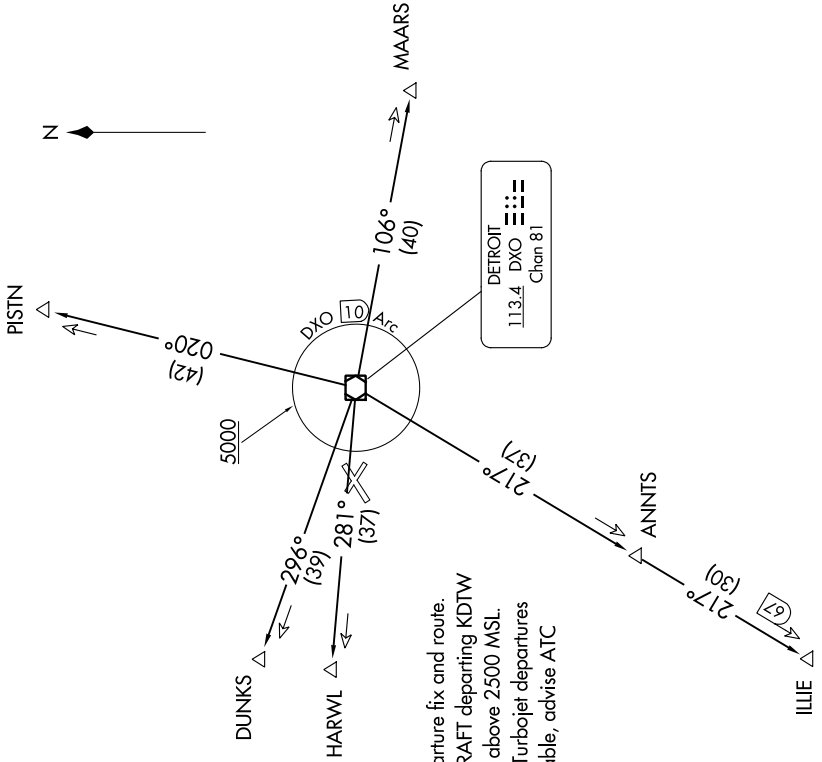 N
MAARS
PISTN
020°
(42)
106°
(40)
DXO 10 Arc
DETROIT
113.4 DXO
Chan 81
5000
DUNKS
296°
(39)
HARWL
281°
(37)
217°
(37)
ANNTS
217°
(30)
67
ILLIE
arture fix and route.
RAFT departing KDTW
above 2500 MSL.
Turbojet departures
able, advise ATC